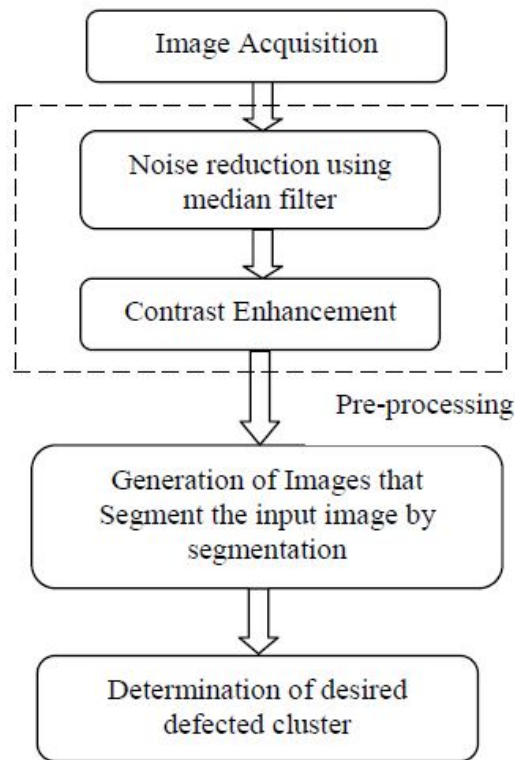 Image Acquisition
Noise reduction using
median filter
Contrast Enhancement
Pre-processing
Generation of Images that
Segment the input image by
segmentation
Determination of desired
defected cluster